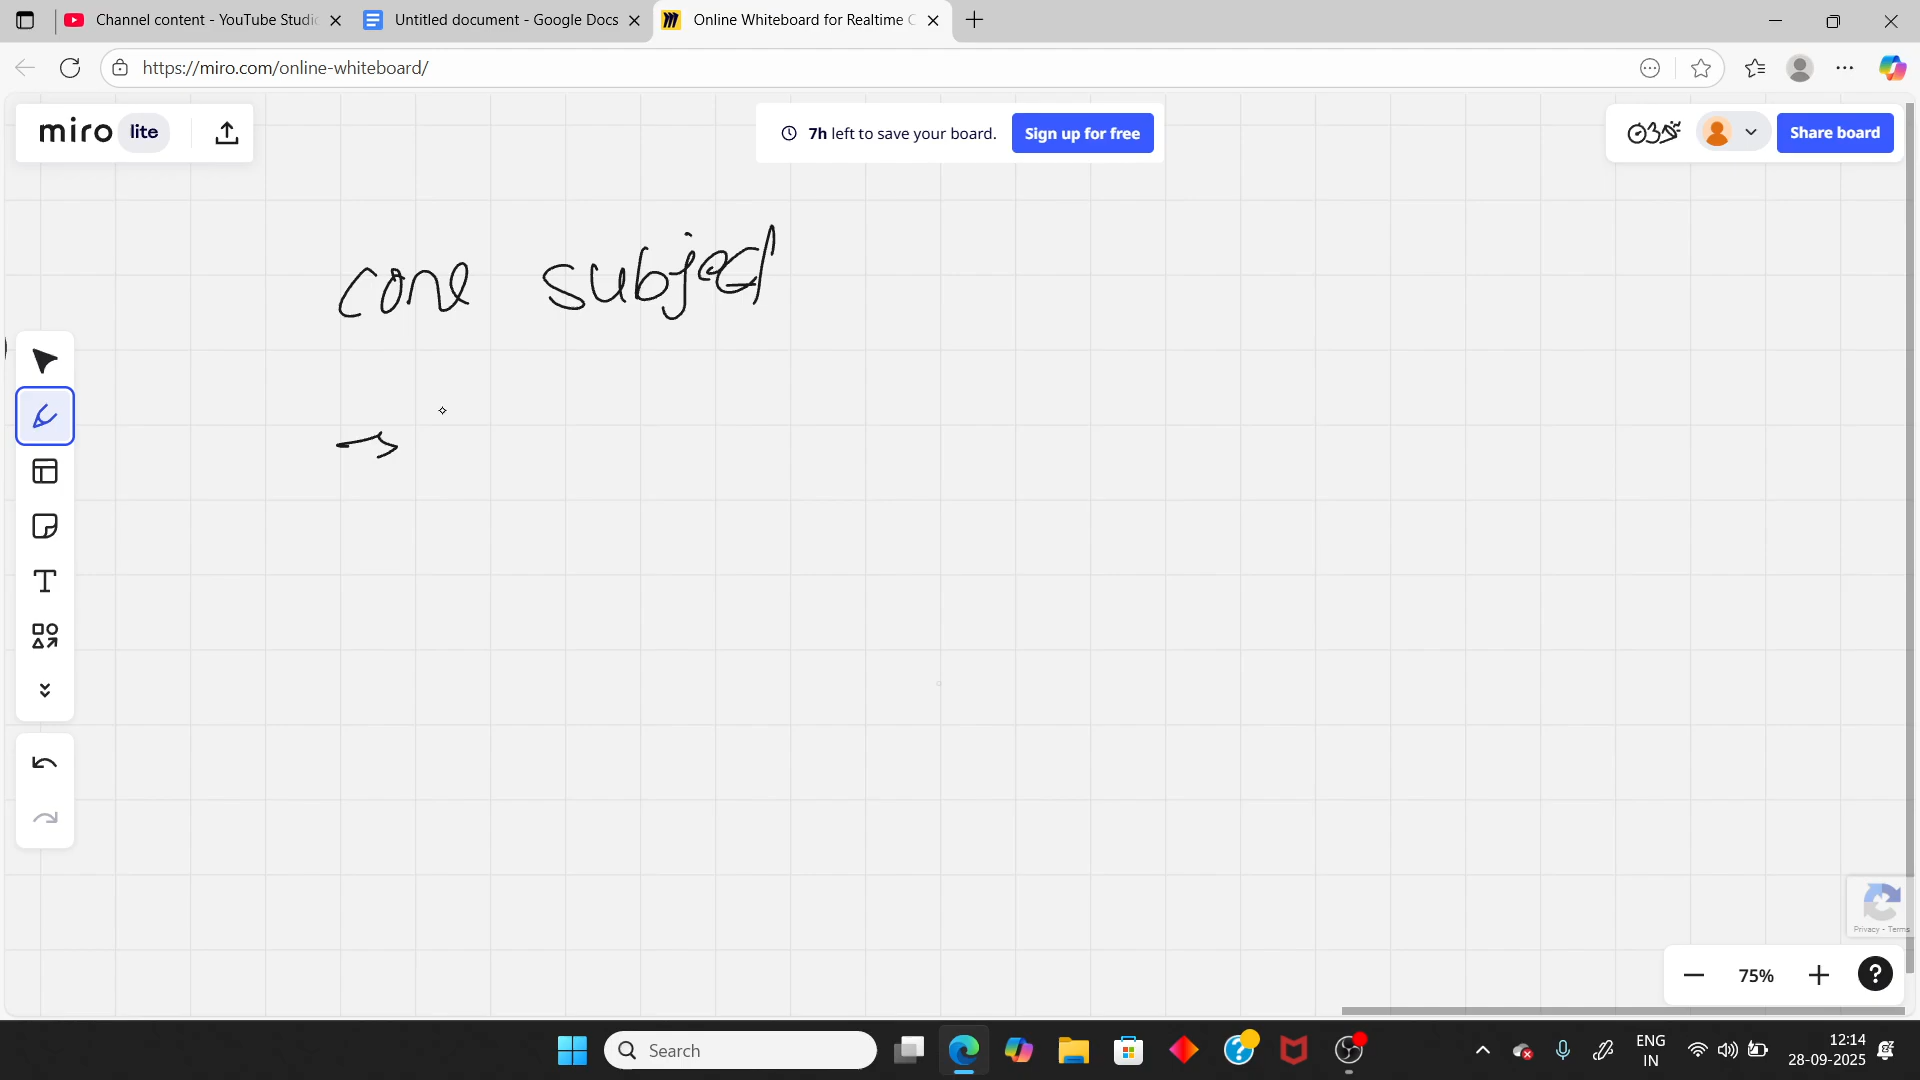 Channel content - YouTube Studio
Untitled document - Google Docs
Online Whiteboard for Realtime C
https://miro.com/online-whiteboard/
miro lite
7h left to save your board. Sign up for free
Share board
core subject
→
Privacy - Terms
75%
Search
ENG
IN
12:14
28-09-2025